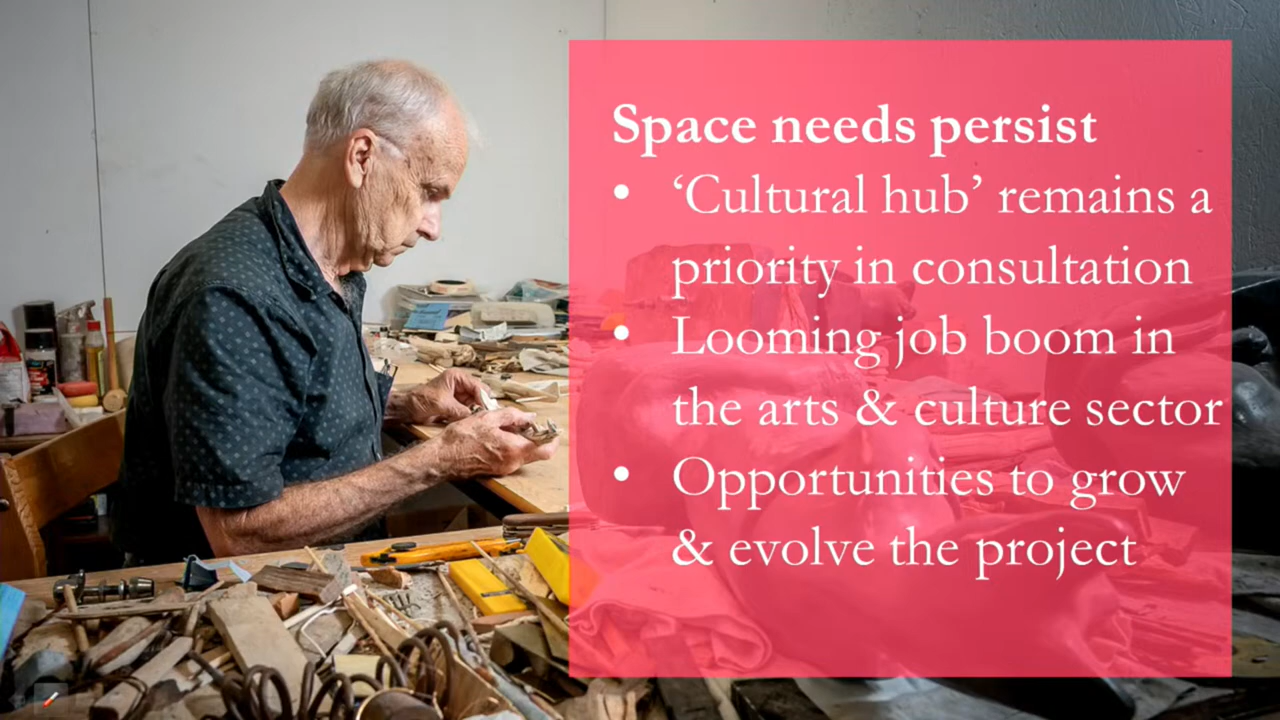 Space needs persist
• ‘Cultural hub’ remains a
priority in consultation
• Looming job boom in
the arts & culture sector
• Opportunities to grow
& evolve the project